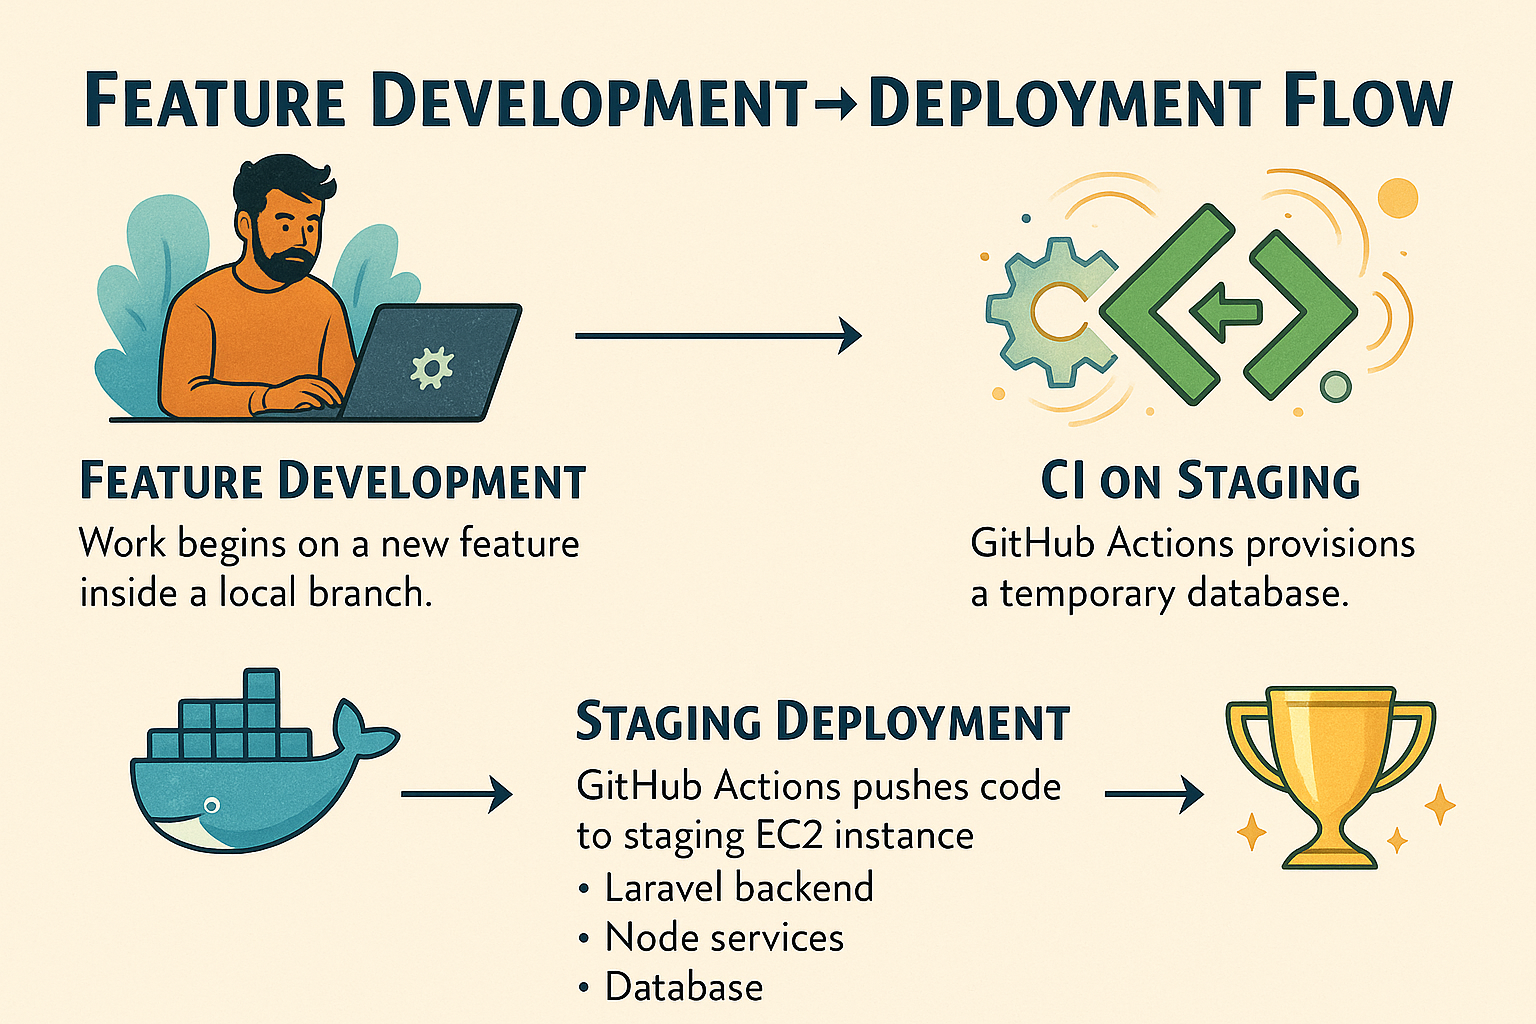 FEATURE DEVELOPMENT→DEPLOYMENT FLOW
FEATURE DEVELOPMENT
Work begins on a new feature
inside a local branch.
CI ON STAGING
GitHub Actions provisions
a temporary database.
STAGING DEPLOYMENT
GitHub Actions pushes code
to staging EC2 instance
• Laravel backend
• Node services
• Database